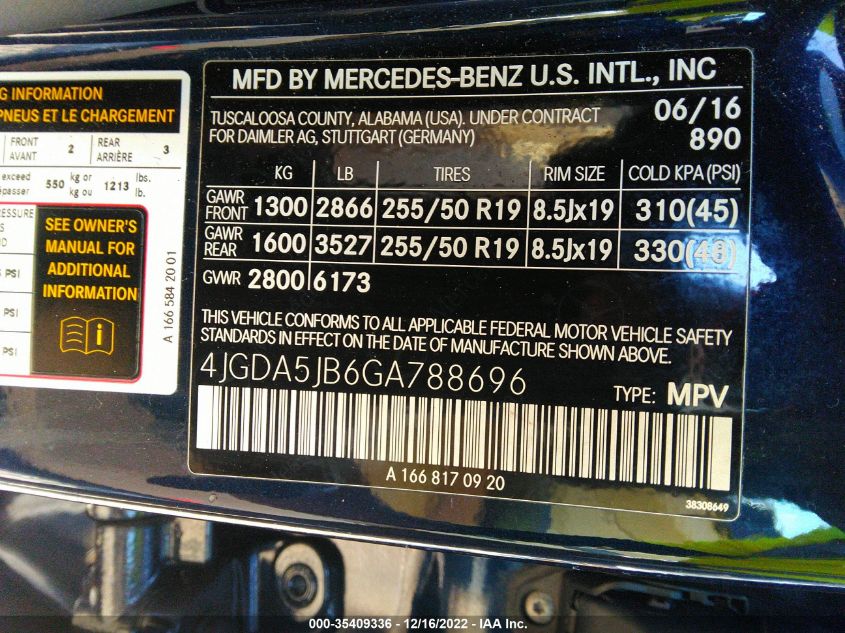 G INFORMATION
PNEUS ET LE CHARGEMENT
FRONT AVANT 2 REAR ARRIÈRE 3
exceed 550 kg or 1213 lbs.
kg ou lb.
SEE OWNER'S
MANUAL FOR
ADDITIONAL
INFORMATION
PSI
PSI
PSI
A 166 584 20 01
MFD BY MERCEDES-BENZ U.S. INTL., INC
TUSCALOOSA COUNTY, ALABAMA (USA). UNDER CONTRACT
FOR DAIMLER AG, STUTTGART (GERMANY)
06/16
890
KG LB TIRES RIM SIZE COLD KPA (PSI)
GAWR FRONT 1300 2866 255/50 R19 8.5Jx19 310(45)
GAWR REAR 1600 3527 255/50 R19 8.5Jx19 330(48)
GWR 2800 6173
THIS VEHICLE CONFORMS TO ALL APPLICABLE FEDERAL MOTOR VEHICLE SAFETY
STANDARDS IN EFFECT ON THE DATE OF MANUFACTURE SHOWN ABOVE.
4JGDA5JB6GA788696
TYPE: MPV
A 166 817 09 20
38308649
000-35409336 - 12/16/2022 - IAA Inc.